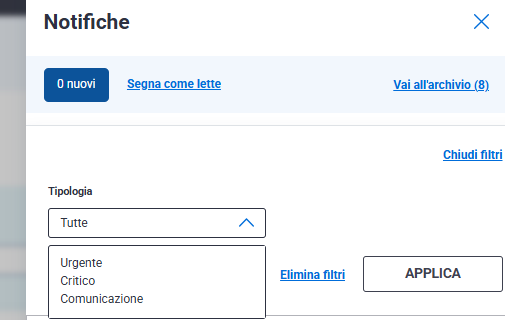 Notifiche
0 nuovi Segna come lette Vai all'archivio (8)
Chiudi filtri
Tipologia
Tutte
Urgente
Critico
Comunicazione
Elimina filtri APPLICA